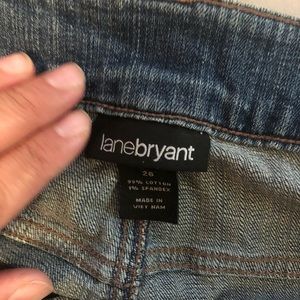 lanebryant
26
99% COTTON
1% SPANDEX
MADE IN
VIET NAM